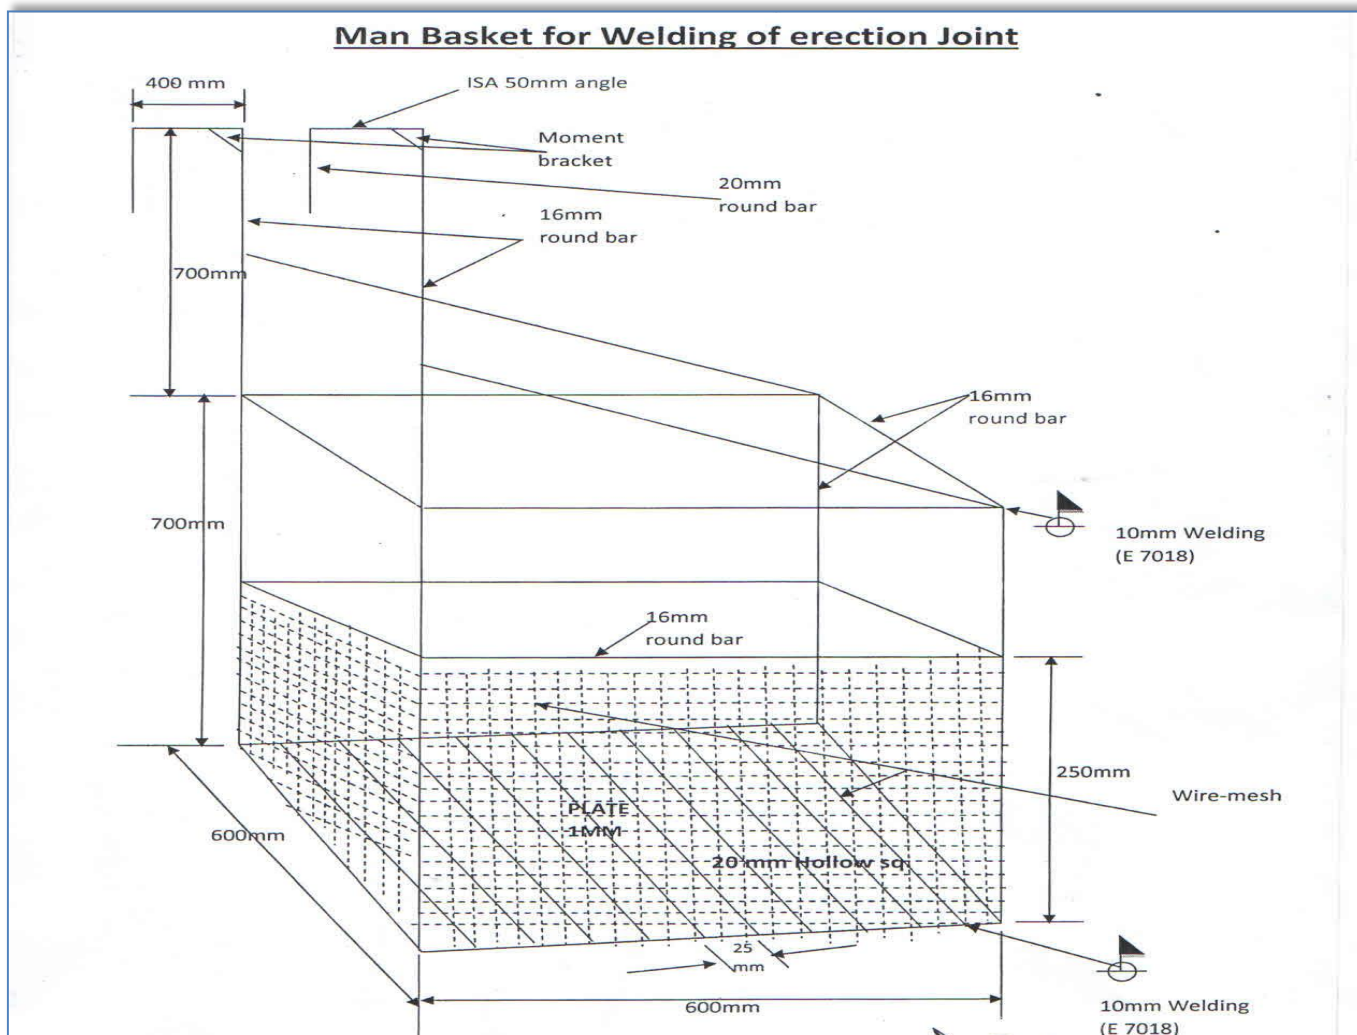 Man Basket for Welding of erection Joint
400 mm
ISA 50mm angle
Moment
bracket
20mm
round bar
16mm
round bar
700mm
16mm
round bar
700mm
10mm Welding
(E 7018)
16mm
round bar
250mm
Wire-mesh
PLATE
1MM
600mm
20 mm Hollow sq.
25
mm
600mm
10mm Welding
(E 7018)